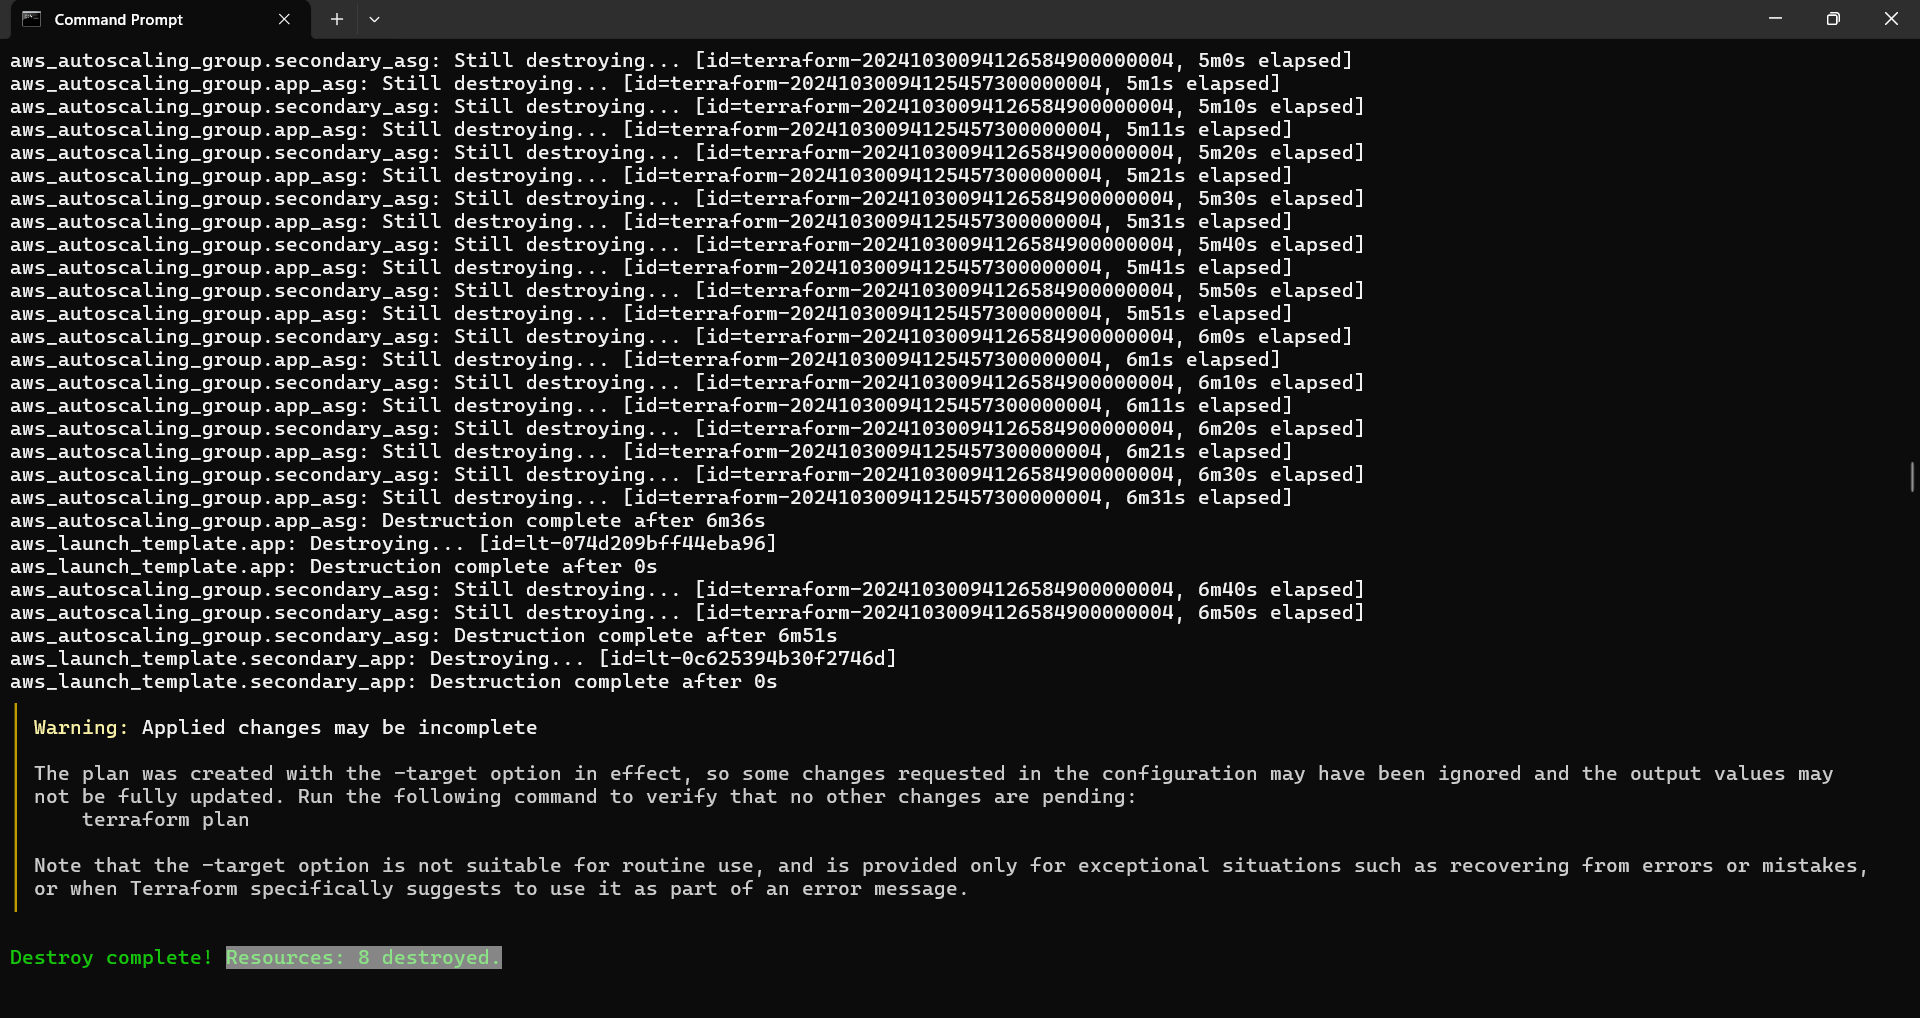 Command Prompt
aws_autoscaling_group.secondary_asg: Still destroying... [id=terraform-20241030094126584900000004, 5m0s elapsed]
aws_autoscaling_group.app_asg: Still destroying... [id=terraform-20241030094125457300000004, 5m1s elapsed]
aws_autoscaling_group.secondary_asg: Still destroying... [id=terraform-20241030094126584900000004, 5m10s elapsed]
aws_autoscaling_group.app_asg: Still destroying... [id=terraform-20241030094125457300000004, 5m11s elapsed]
aws_autoscaling_group.secondary_asg: Still destroying... [id=terraform-20241030094126584900000004, 5m20s elapsed]
aws_autoscaling_group.app_asg: Still destroying... [id=terraform-20241030094125457300000004, 5m21s elapsed]
aws_autoscaling_group.secondary_asg: Still destroying... [id=terraform-20241030094126584900000004, 5m30s elapsed]
aws_autoscaling_group.app_asg: Still destroying... [id=terraform-20241030094125457300000004, 5m31s elapsed]
aws_autoscaling_group.secondary_asg: Still destroying... [id=terraform-20241030094126584900000004, 5m40s elapsed]
aws_autoscaling_group.app_asg: Still destroying... [id=terraform-20241030094125457300000004, 5m41s elapsed]
aws_autoscaling_group.secondary_asg: Still destroying... [id=terraform-20241030094126584900000004, 5m50s elapsed]
aws_autoscaling_group.app_asg: Still destroying... [id=terraform-20241030094125457300000004, 5m51s elapsed]
aws_autoscaling_group.secondary_asg: Still destroying... [id=terraform-20241030094126584900000004, 6m0s elapsed]
aws_autoscaling_group.app_asg: Still destroying... [id=terraform-20241030094125457300000004, 6m1s elapsed]
aws_autoscaling_group.secondary_asg: Still destroying... [id=terraform-20241030094126584900000004, 6m10s elapsed]
aws_autoscaling_group.app_asg: Still destroying... [id=terraform-20241030094125457300000004, 6m11s elapsed]
aws_autoscaling_group.secondary_asg: Still destroying... [id=terraform-20241030094126584900000004, 6m20s elapsed]
aws_autoscaling_group.app_asg: Still destroying... [id=terraform-20241030094125457300000004, 6m21s elapsed]
aws_autoscaling_group.secondary_asg: Still destroying... [id=terraform-20241030094126584900000004, 6m30s elapsed]
aws_autoscaling_group.app_asg: Still destroying... [id=terraform-20241030094125457300000004, 6m31s elapsed]
aws_autoscaling_group.app_asg: Destruction complete after 6m36s
aws_launch_template.app: Destroying... [id=lt-074d209bff44eba96]
aws_launch_template.app: Destruction complete after 0s
aws_autoscaling_group.secondary_asg: Still destroying... [id=terraform-20241030094126584900000004, 6m40s elapsed]
aws_autoscaling_group.secondary_asg: Still destroying... [id=terraform-20241030094126584900000004, 6m50s elapsed]
aws_autoscaling_group.secondary_asg: Destruction complete after 6m51s
aws_launch_template.secondary_app: Destroying... [id=lt-0c625394b30f2746d]
aws_launch_template.secondary_app: Destruction complete after 0s
Warning: Applied changes may be incomplete
The plan was created with the -target option in effect, so some changes requested in the configuration may have been ignored and the output values may
not be fully updated. Run the following command to verify that no other changes are pending:
terraform plan
Note that the -target option is not suitable for routine use, and is provided only for exceptional situations such as recovering from errors or mistakes,
or when Terraform specifically suggests to use it as part of an error message.
Destroy complete! Resources: 8 destroyed.